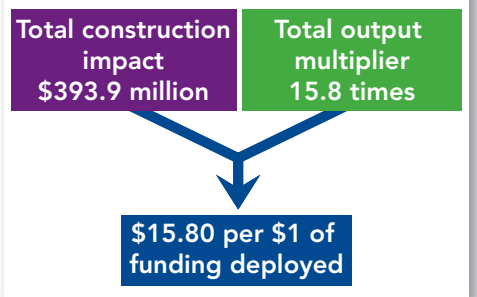 Total construction
impact
$393.9 million
Total output
multiplier
15.8 times
$15.80 per $1 of
funding deployed